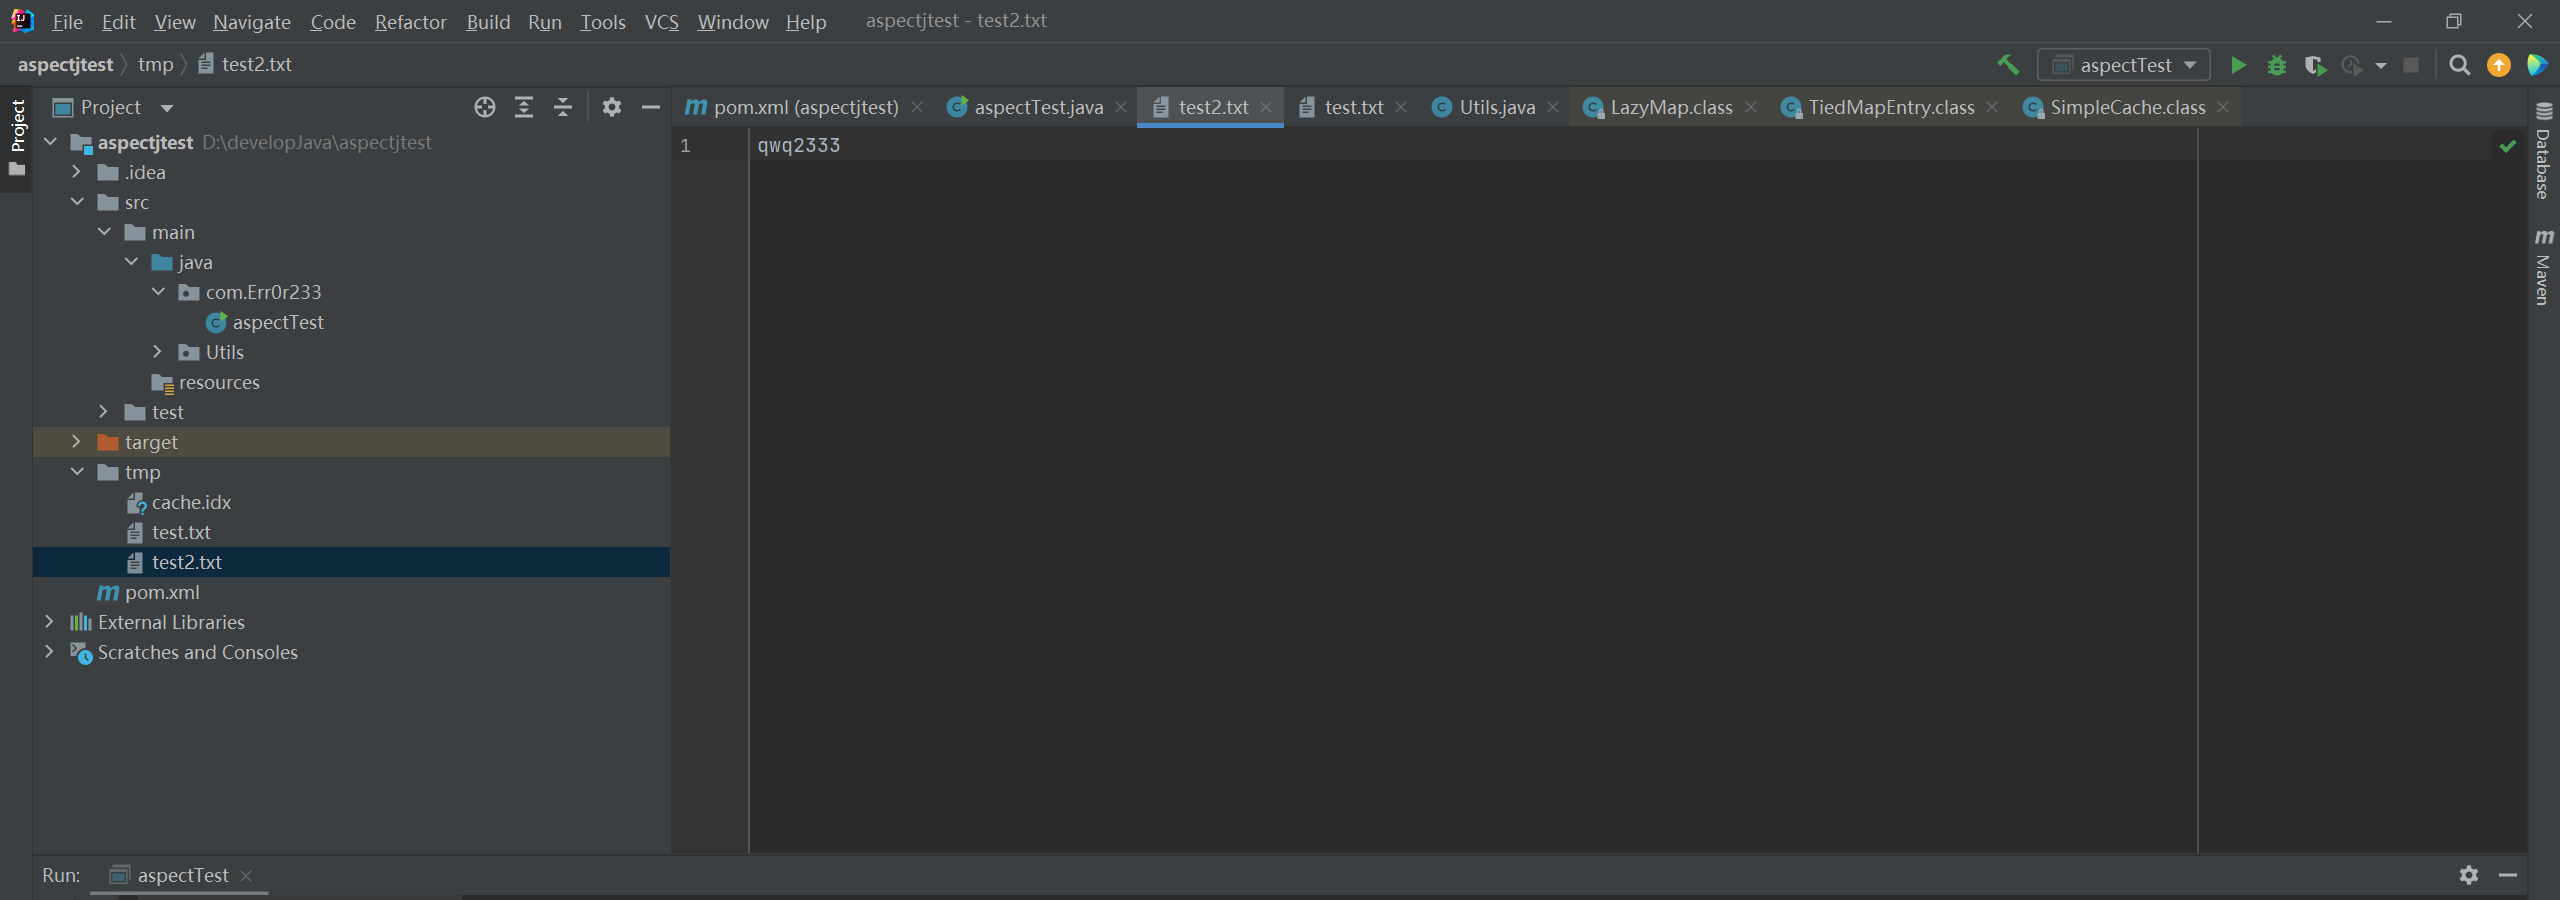 File Edit View Navigate Code Refactor Build Run Tools VCS Window Help aspectjtest - test2.txt
aspectjtest tmp test2.txt aspectTest
Project
Project
pom.xml (aspectjtest) aspectTest.java test2.txt test.txt Utils.java LazyMap.class TiedMapEntry.class SimpleCache.class
aspectjtest D:\developJava\aspectjtest
.idea
src
main
java
com.Err0r233
aspectTest
Utils
resources
test
target
tmp
cache.idx
test.txt
test2.txt
pom.xml
External Libraries
Scratches and Consoles
1 qwq2333
Database
Maven
Run: aspectTest